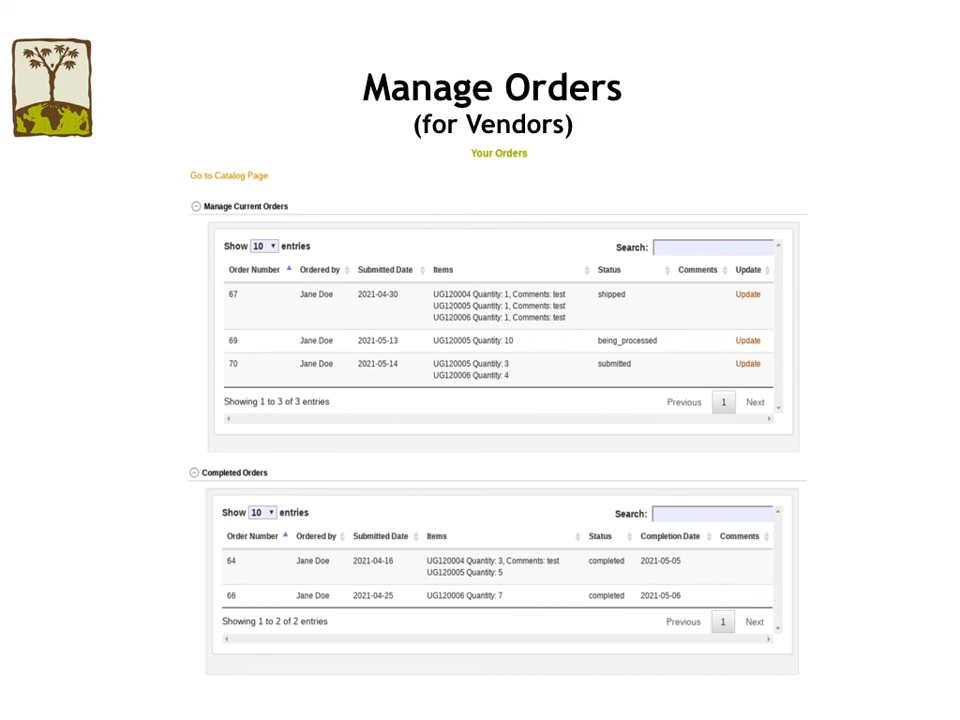 Manage Orders
(for Vendors)
Your Orders
Go to Catalog Page
Manage Current Orders
Show 10 entries Search:
Order Number Ordered by Submitted Date Items Status Comments Update
67 Jane Doe 2021-04-30 UG120004 Quantity: 1, Comments: test shipped Update
UG120005 Quantity: 1, Comments: test
UG120006 Quantity: 1, Comments: test
69 Jane Doe 2021-05-13 UG120005 Quantity: 10 being_processed Update
70 Jane Doe 2021-05-14 UG120005 Quantity: 3 submitted Update
UG120006 Quantity: 4
Showing 1 to 3 of 3 entries Previous 1 Next
Completed Orders
Show 10 entries Search:
Order Number Ordered by Submitted Date Items Status Completion Date Comments
64 Jane Doe 2021-04-16 UG120004 Quantity: 3, Comments: test completed 2021-05-05
UG120005 Quantity: 5
66 Jane Doe 2021-04-25 UG120006 Quantity: 7 completed 2021-05-06
Showing 1 to 2 of 2 entries Previous 1 Next